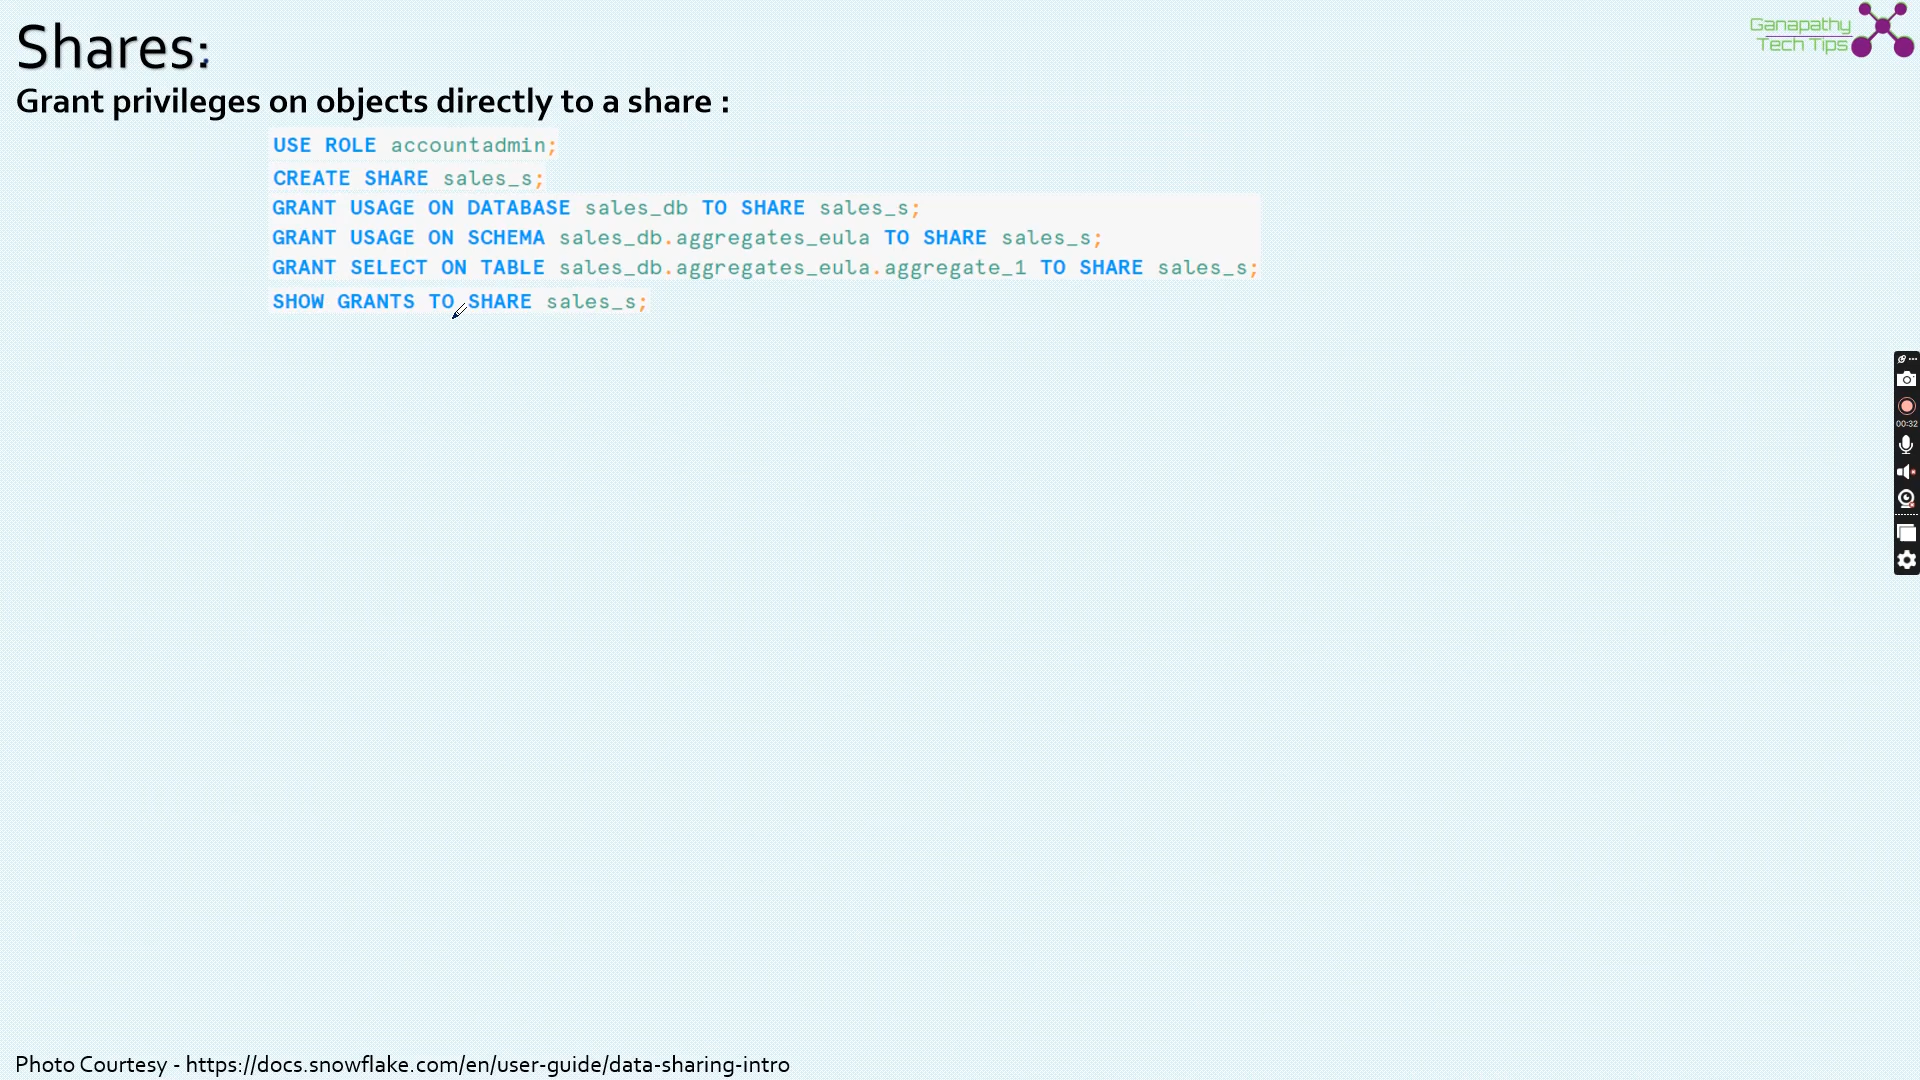 Shares:
Ganapathy
Tech Tips
Grant privileges on objects directly to a share :
USE ROLE accountadmin;
CREATE SHARE sales_s;
GRANT USAGE ON DATABASE sales_db TO SHARE sales_s;
GRANT USAGE ON SCHEMA sales_db.aggregates_eula TO SHARE sales_s;
GRANT SELECT ON TABLE sales_db.aggregates_eula.aggregate_1 TO SHARE sales_s;
SHOW GRANTS TO SHARE sales_s;
00:32
Photo Courtesy - https://docs.snowflake.com/en/user-guide/data-sharing-intro